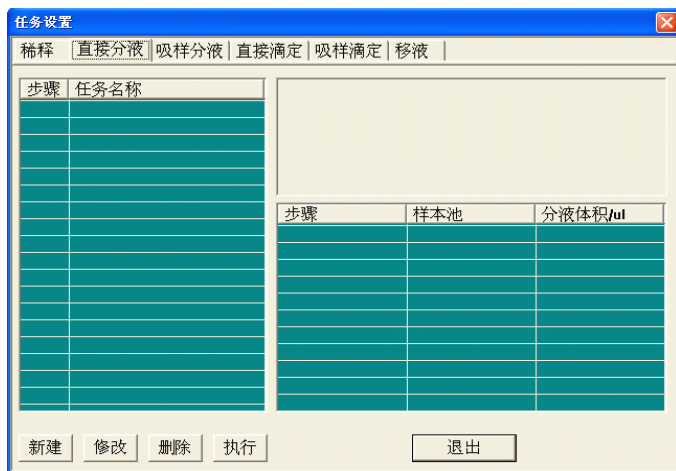 任务设置
稀释 直接分液 吸样分液 直接滴定 吸样滴定 移液
步骤 任务名称
步骤 样本池 分液体积/ul
新建 修改 删除 执行 退出